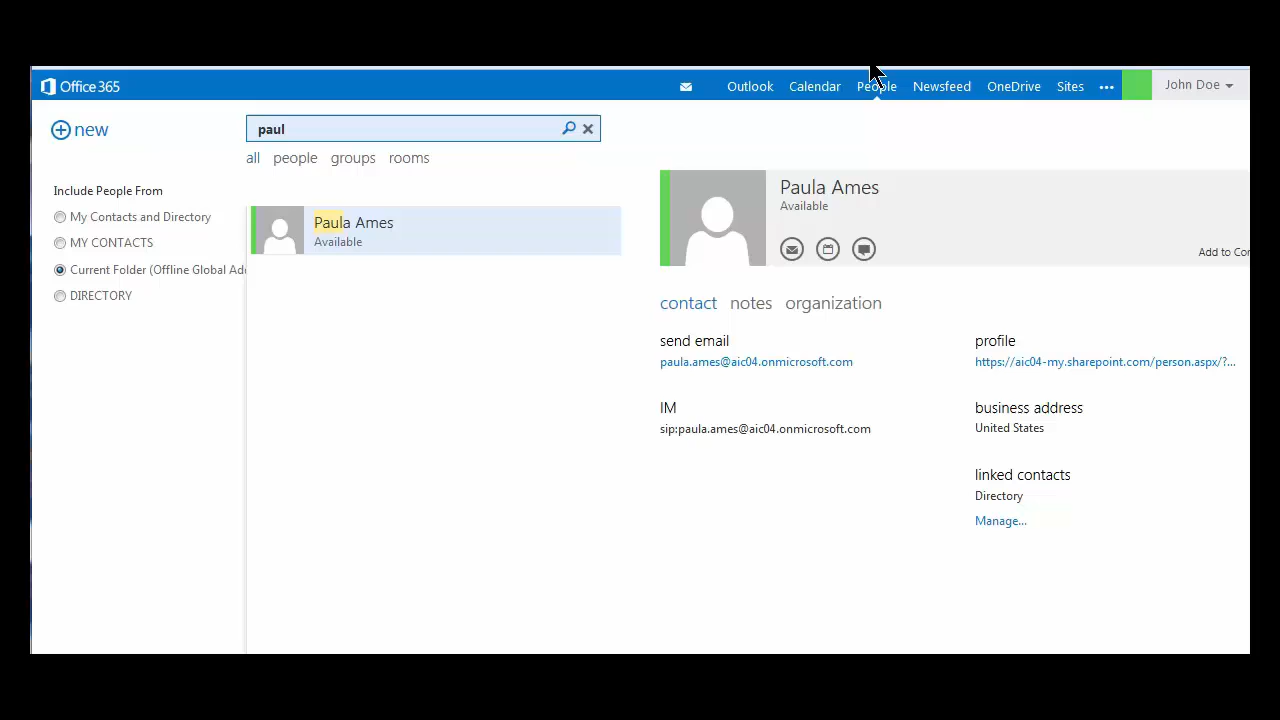 Office 365
Outlook Calendar People Newsfeed OneDrive Sites ••• John Doe
new
paul
all people groups rooms
Include People From
My Contacts and Directory
MY CONTACTS
Current Folder (Offline Global Ad
DIRECTORY
Paula Ames
Available
Paula Ames
Available
Add to Con
contact notes organization
send email
paula.ames@aic04.onmicrosoft.com
IM
sip:paula.ames@aic04.onmicrosoft.com
profile
https://aic04-my.sharepoint.com/person.aspx/?...
business address
United States
linked contacts
Directory
Manage...